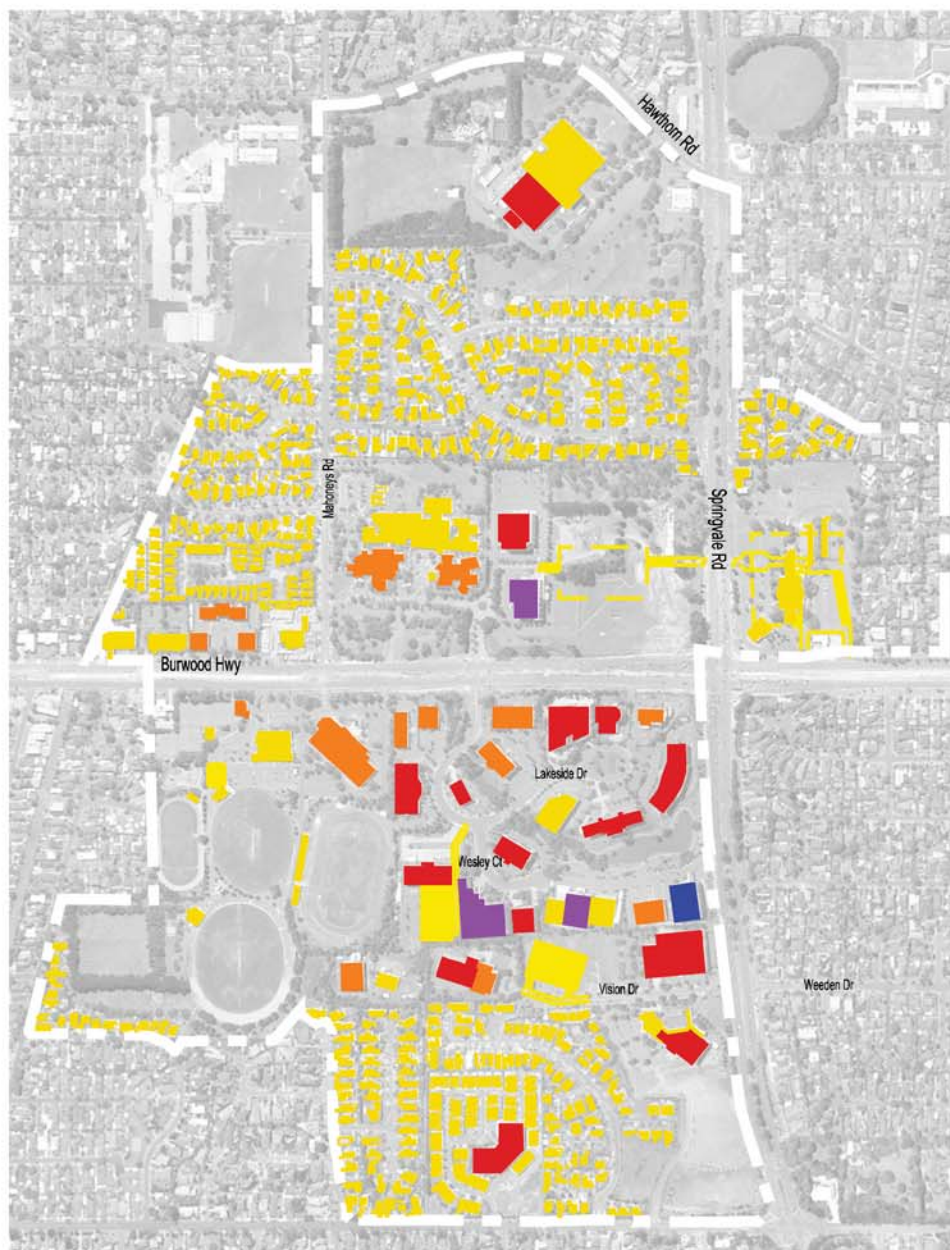 Hawthorn Rd
Mahoneys Rd
Springvale Rd
Burwood Hwy
Lakeside Dr
Wesley Ct
Vision Dr
Weeden Dr